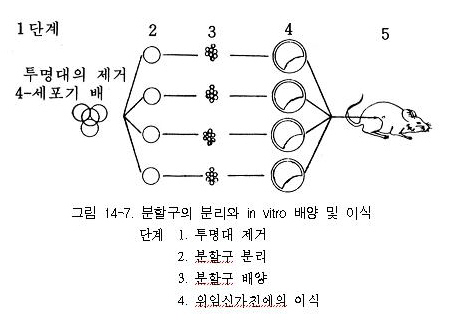 1단계 2 3 4 5
투명대의 제거
4-세포기 배
그림 14-7. 분할구의 분리와 in vitro 배양 및 이식
단계 1. 투명대 제거
2. 분할구 분리
3. 분할구 배양
4. 위임신가진에의 이식